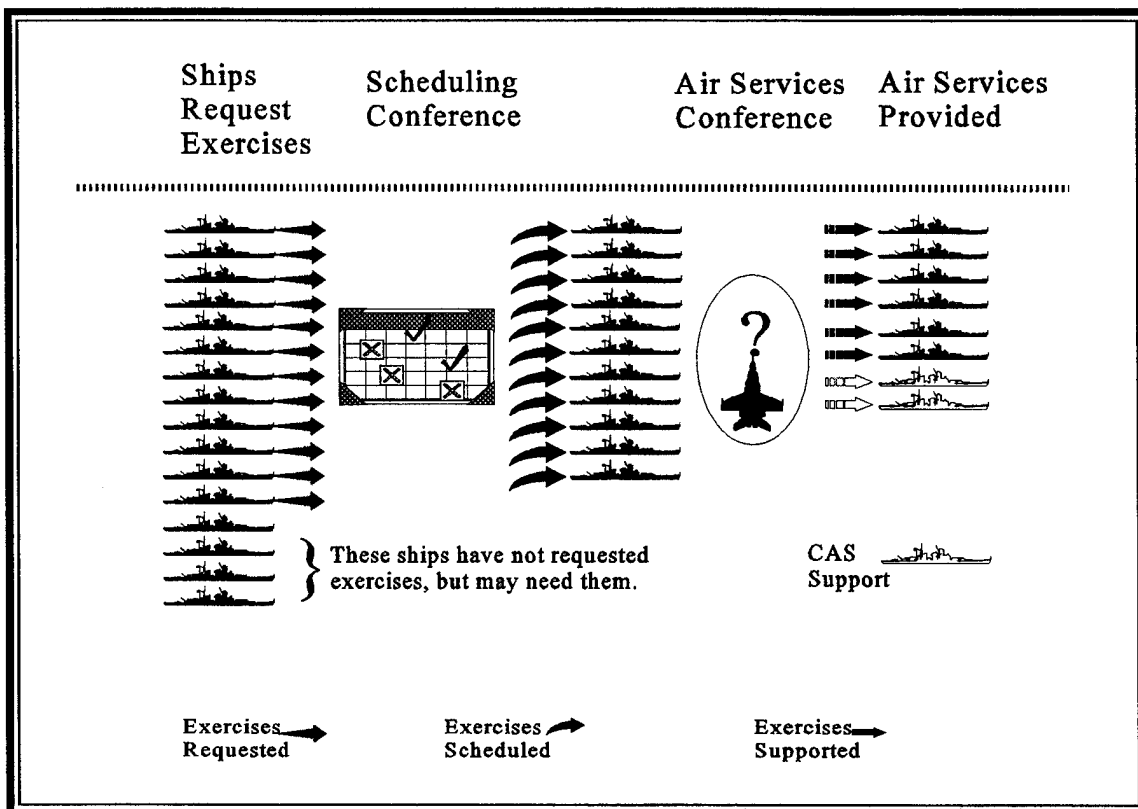 Ships
Request
Exercises
Scheduling
Conference
Air Services
Conference
Air Services
Provided
?
These ships have not requested
exercises, but may need them.
CAS
Support
Exercises
Requested
Exercises
Scheduled
Exercises
Supported